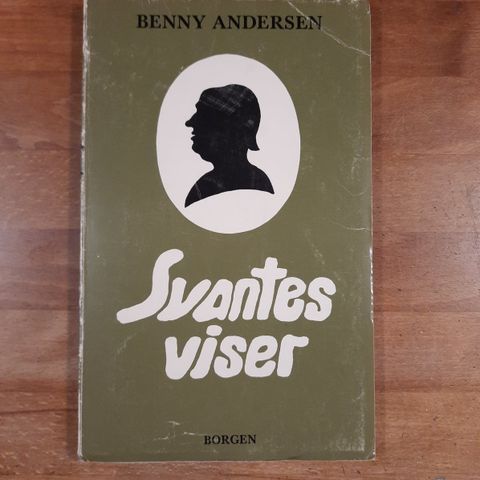 BENNY ANDERSEN
Svantes
viser
BORGEN